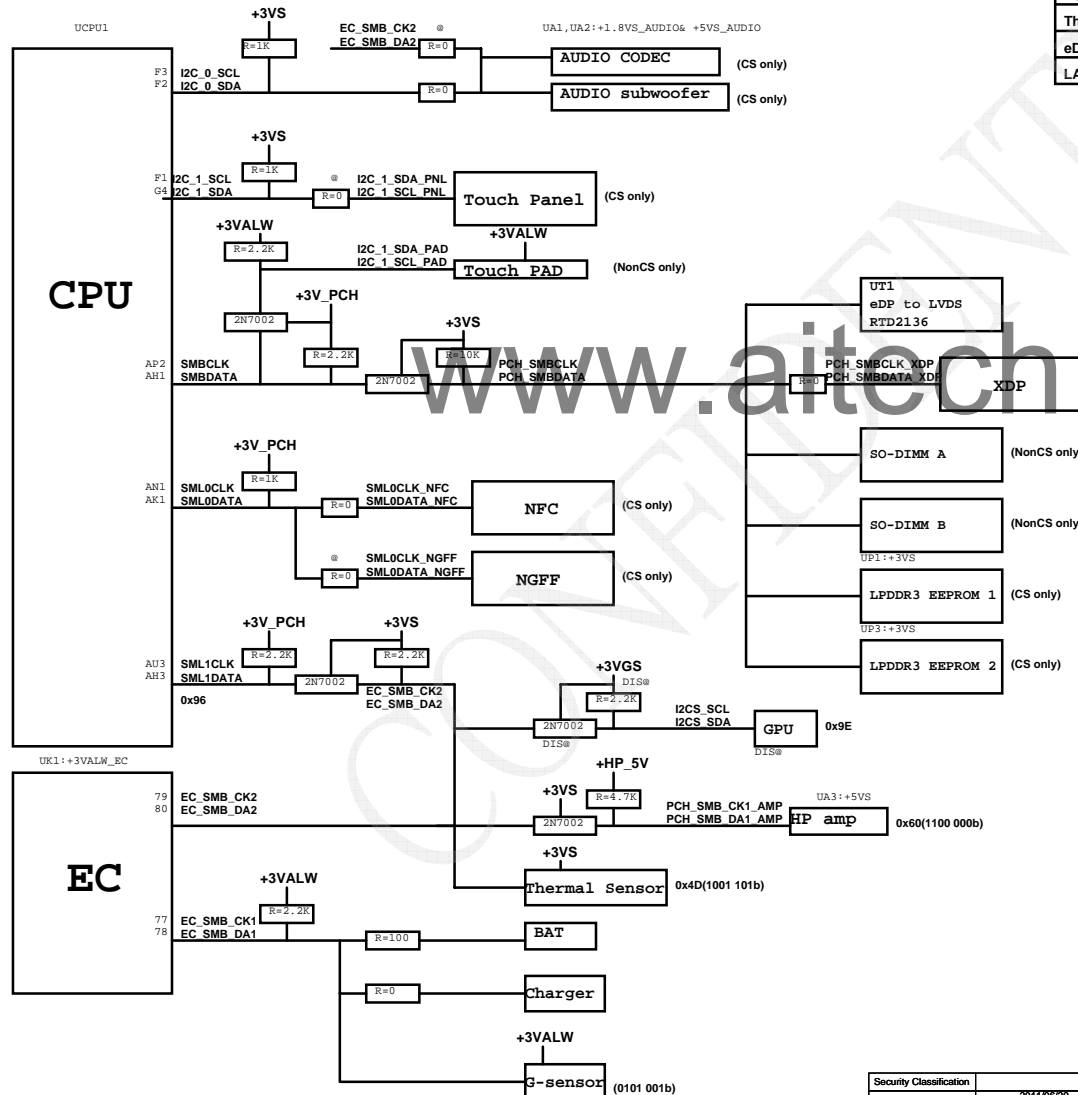 UCPU1
CPU
+3VS
R=1K
F3 I2C_0_SCL
F2 I2C_0_SDA
EC_SMB_CK2 @
EC_SMB_DA2 R=0
R=0
UA1,UA2:+1.8VS_AUDIO& +5VS_AUDIO
AUDIO CODEC (CS only)
AUDIO subwoofer (CS only)
+3VS
R=1K
F1 I2C_1_SCL
G4 I2C_1_SDA
@
R=0
I2C_1_SDA_PNL
I2C_1_SCL_PNL
Touch Panel (CS only)
+3VALW
R=2.2K
I2C_1_SDA_PAD
I2C_1_SCL_PAD
+3VALW
Touch PAD (NonCS only)
2N7002
+3V_PCH
R=2.2K
+3VS
R=10K
AP2 SMBCLK
AH1 SMBDATA
2N7002
PCH_SMBCLK
PCH_SMBDATA
UT1
eDP to LVDS
RTD2136
R=0
PCH_SMBCLK_XDP
PCH_SMBDATA_XDP
XDP
www.aitech
SO-DIMM A (NonCS only
SO-DIMM B (NonCS only
UP1:+3VS
LPDDR3 EEPROM 1 (CS only)
UP3:+3VS
LPDDR3 EEPROM 2 (CS only)
+3V_PCH
R=1K
AN1 SML0CLK
AK1 SML0DATA
R=0
SML0CLK_NFC
SML0DATA_NFC
NFC (CS only)
@
R=0
SML0CLK_NGFF
SML0DATA_NGFF
NGFF (CS only)
+3V_PCH
R=2.2K
+3VS
R=2.2K
AU3 SML1CLK
AH3 SML1DATA
0x96
2N7002
EC_SMB_CK2
EC_SMB_DA2
+3VGS
DIS@
R=2.2K
2N7002
DIS@
I2CS_SCL
I2CS_SDA
GPU 0x9E
DIS@
UK1:+3VALW_EC
EC
79 EC_SMB_CK2
80 EC_SMB_DA2
+3VS
2N7002
+HP_5V
R=4.7K
PCH_SMB_CK1_AMP
PCH_SMB_DA1_AMP
UA3:+5VS
HP amp 0x60(1100 000b)
+3VS
Thermal Sensor 0x4D(1001 101b)
+3VALW
R=2.2K
77 EC_SMB_CK1
78 EC_SMB_DA1
R=100
BAT
R=0
Charger
+3VALW
G-sensor (0101 001b)
CONFIDENT
Th
eD
LA
Security Classification